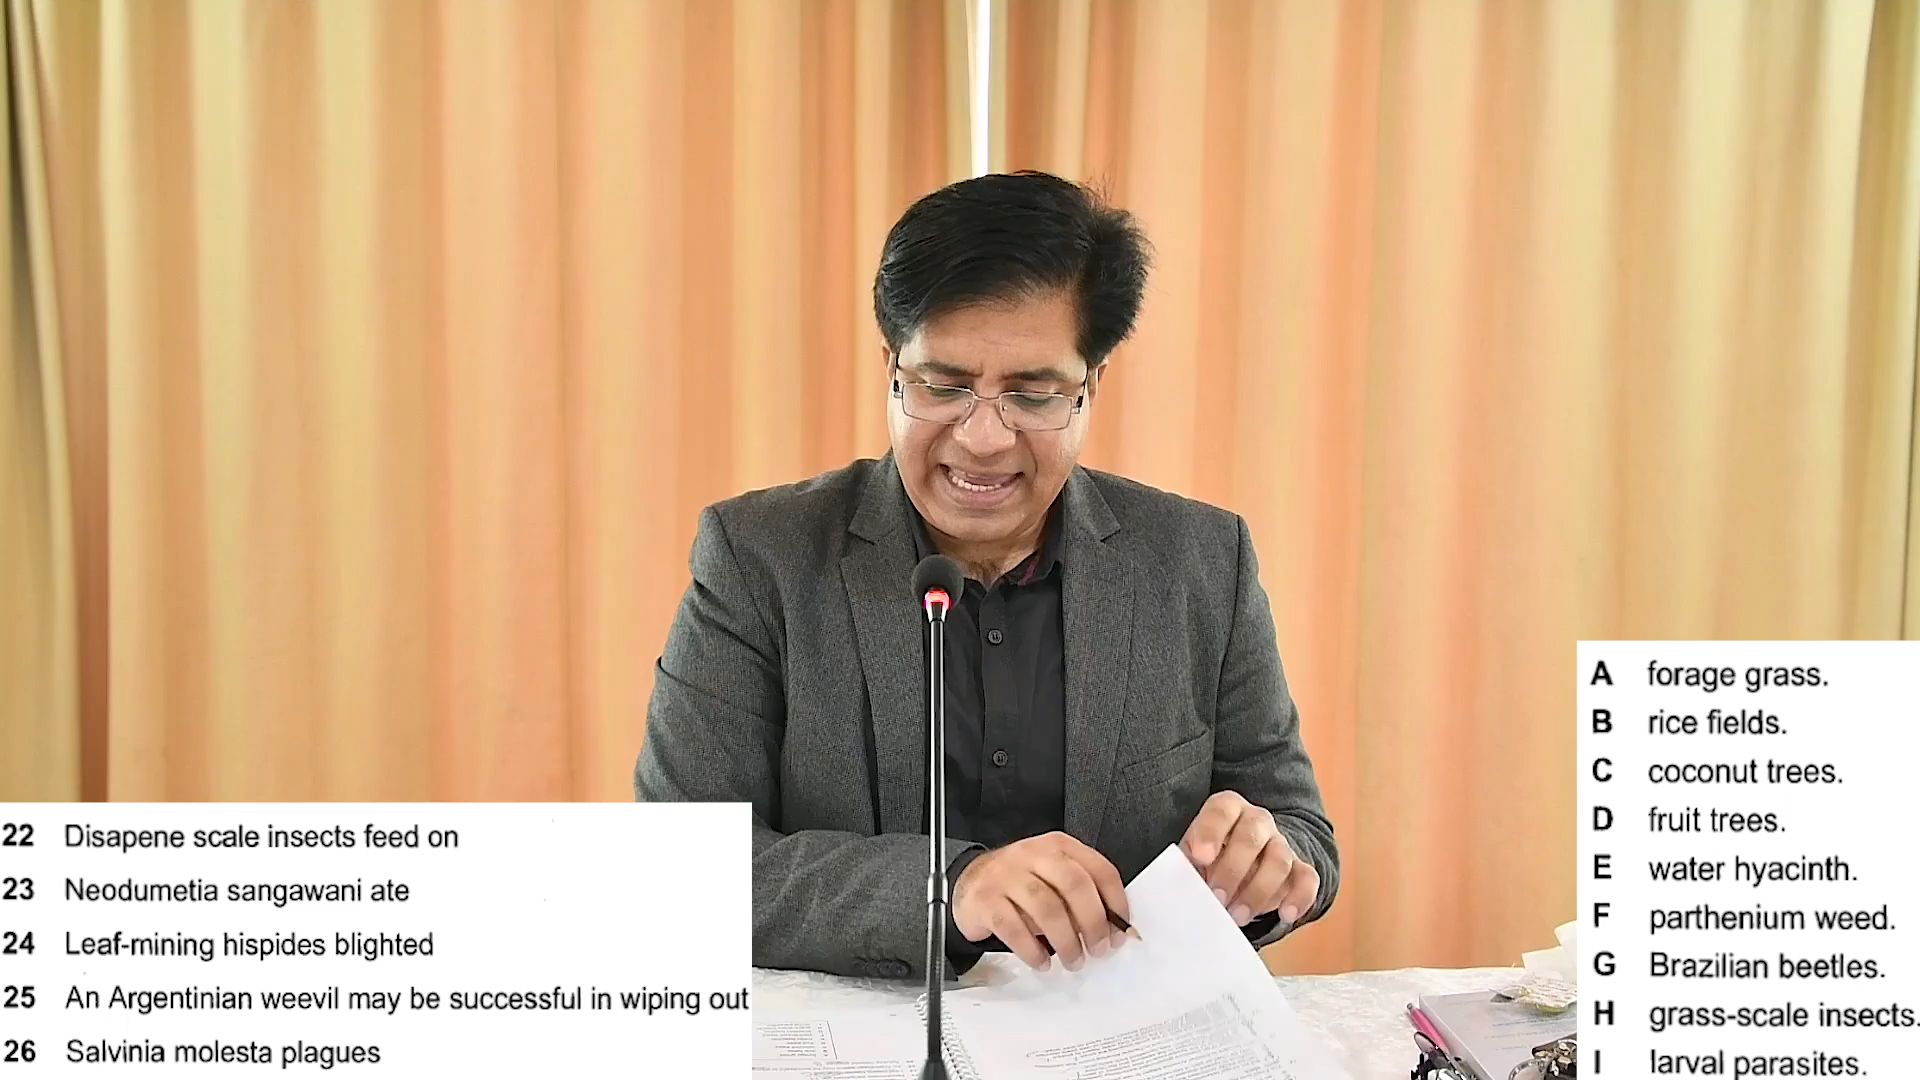 22 Disapene scale insects feed on
23 Neodumetia sangawani ate
24 Leaf-mining hispides blighted
25 An Argentinian weevil may be successful in wiping out
26 Salvinia molesta plagues
A forage grass.
B rice fields.
C coconut trees.
D fruit trees.
E water hyacinth.
F parthenium weed.
G Brazilian beetles.
H grass-scale insects.
I larval parasites.